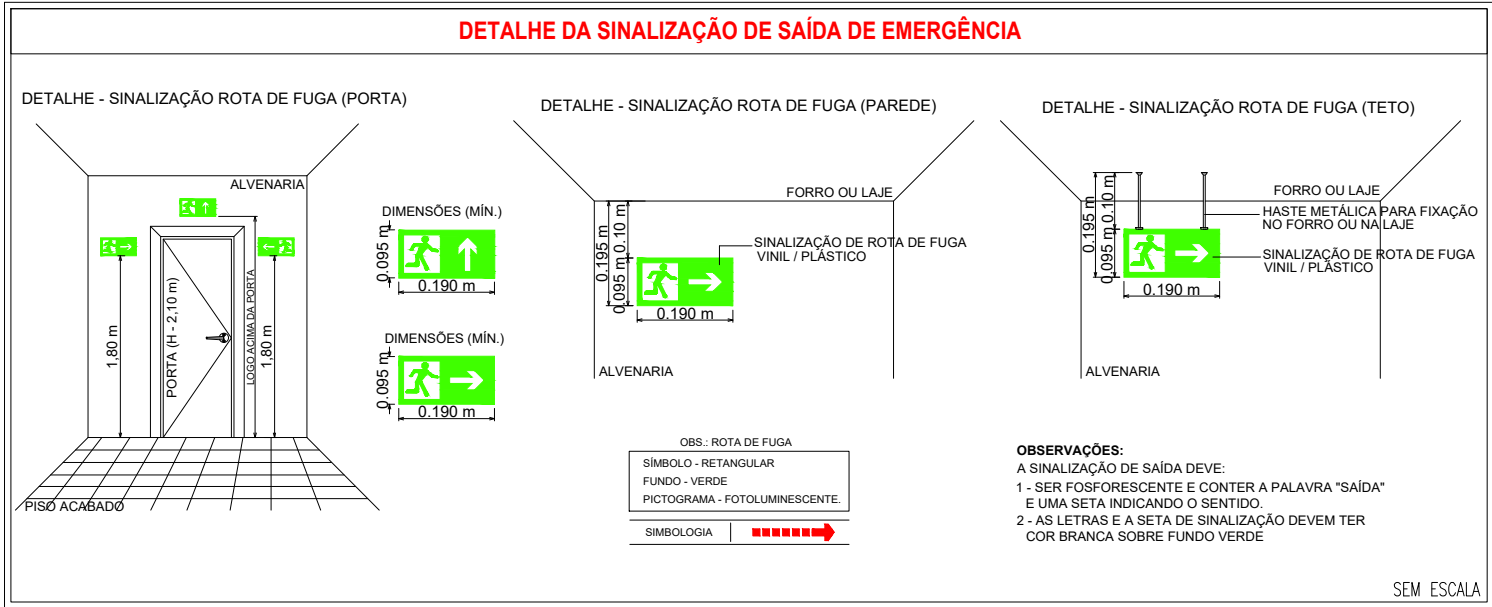 DETALHE DA SINALIZAÇÃO DE SAÍDA DE EMERGÊNCIA
DETALHE - SINALIZAÇÃO ROTA DE FUGA (PORTA)
ALVENARIA
1,80 m
PORTA (H - 2,10 m)
LOGO ACIMA DA PORTA
1,80 m
PISO ACABADO
DIMENSÕES (MÍN.)
0.095 m
0.190 m
DIMENSÕES (MÍN.)
0.095 m
0.190 m
DETALHE - SINALIZAÇÃO ROTA DE FUGA (PAREDE)
FORRO OU LAJE
0.195 m
0.10 m
0.095 m
SINALIZAÇÃO DE ROTA DE FUGA
VINIL / PLÁSTICO
0.190 m
ALVENARIA
OBS.: ROTA DE FUGA
SÍMBOLO - RETANGULAR
FUNDO - VERDE
PICTOGRAMA - FOTOLUMINESCENTE.
SIMBOLOGIA
DETALHE - SINALIZAÇÃO ROTA DE FUGA (TETO)
0.195 m
0.10 m
0.095 m
FORRO OU LAJE
HASTE METÁLICA PARA FIXAÇÃO
NO FORRO OU NA LAJE
SINALIZAÇÃO DE ROTA DE FUGA
VINIL / PLÁSTICO
0.190 m
ALVENARIA
OBSERVAÇÕES:
A SINALIZAÇÃO DE SAÍDA DEVE:
1 - SER FOSFORESCENTE E CONTER A PALAVRA "SAÍDA"
E UMA SETA INDICANDO O SENTIDO.
2 - AS LETRAS E A SETA DE SINALIZAÇÃO DEVEM TER
COR BRANCA SOBRE FUNDO VERDE
SEM ESCALA